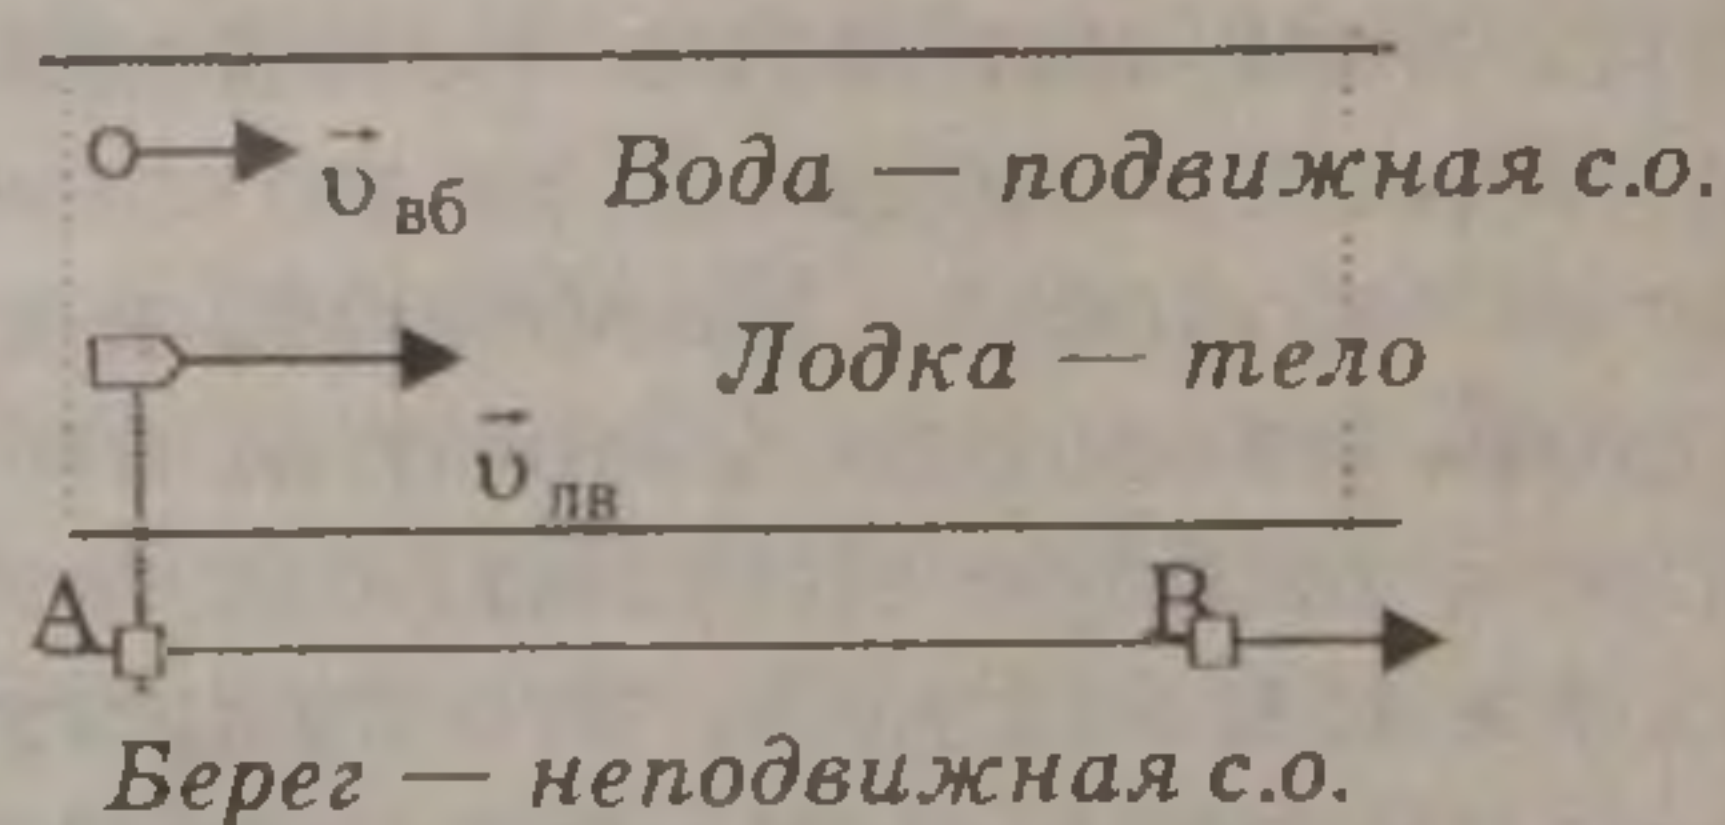 υ⃗ вб Вода — подвижная с.о.
Лодка — тело
υ⃗ лв
А В
Берег — неподвижная с.о.